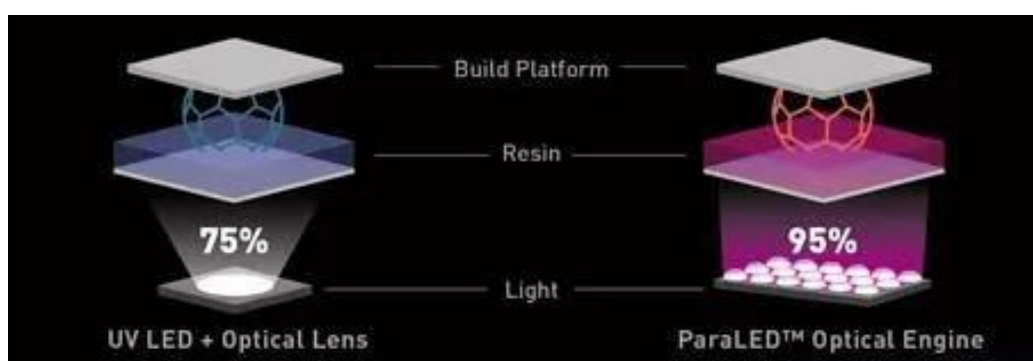 Build Platform
Resin
75%
95%
Light
UV LED + Optical Lens
ParaLED™ Optical Engine